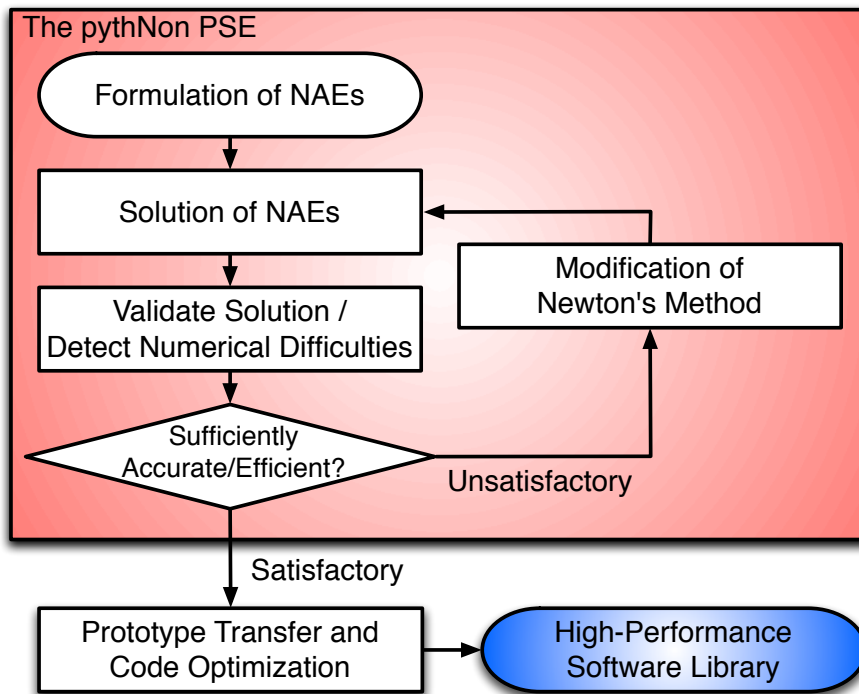 The pythNon PSE
Formulation of NAEs
Solution of NAEs
Modification of
Newton's Method
Validate Solution /
Detect Numerical Difficulties
Sufficiently
Accurate/Efficient?
Unsatisfactory
Satisfactory
Prototype Transfer and
Code Optimization
High-Performance
Software Library